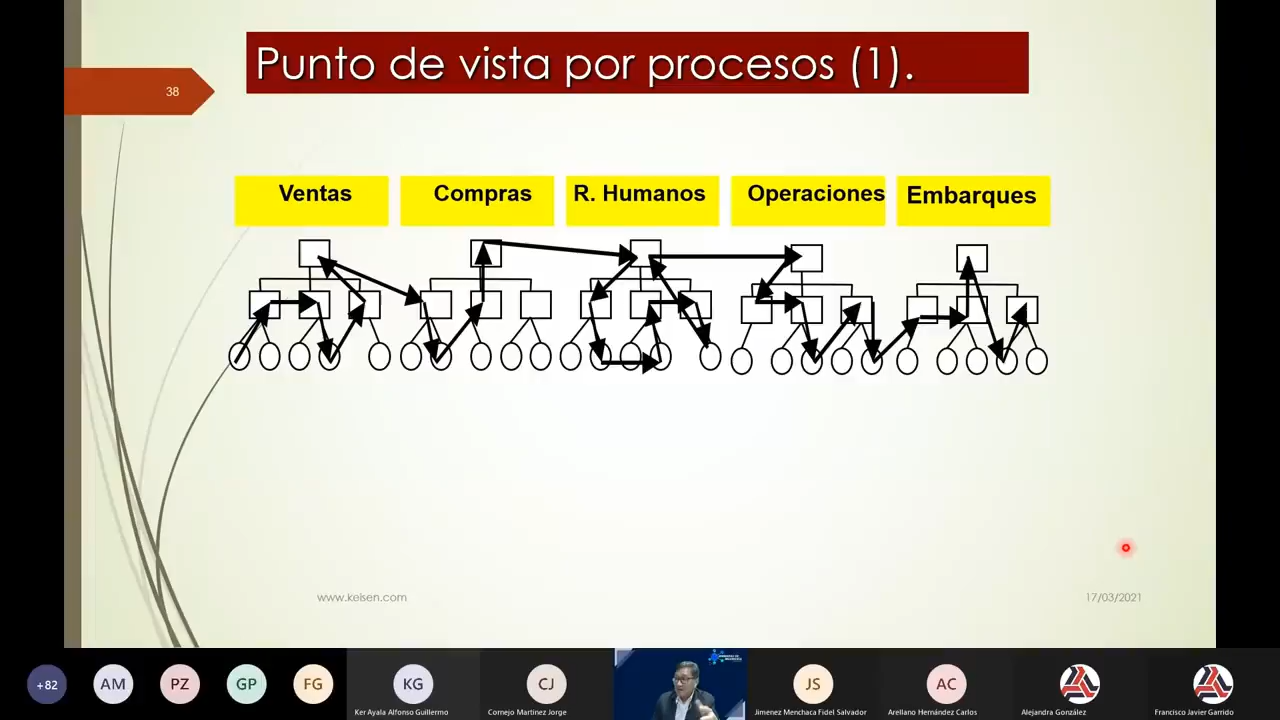 Punto de vista por procesos (1).
38
Ventas
Compras
R. Humanos
Operaciones
Embarques
www.keisen.com
17/03/2021
+82
AM
PZ
GP
FG
KG
Ker Ayala Alfonso Guillermo
CJ
Cornejo Martinez Jorge
JS
Jimenez Menchaca Fidel Salvador
AC
Arellano Hernández Carlos
Alejandra González
Francisco Javier Garrido